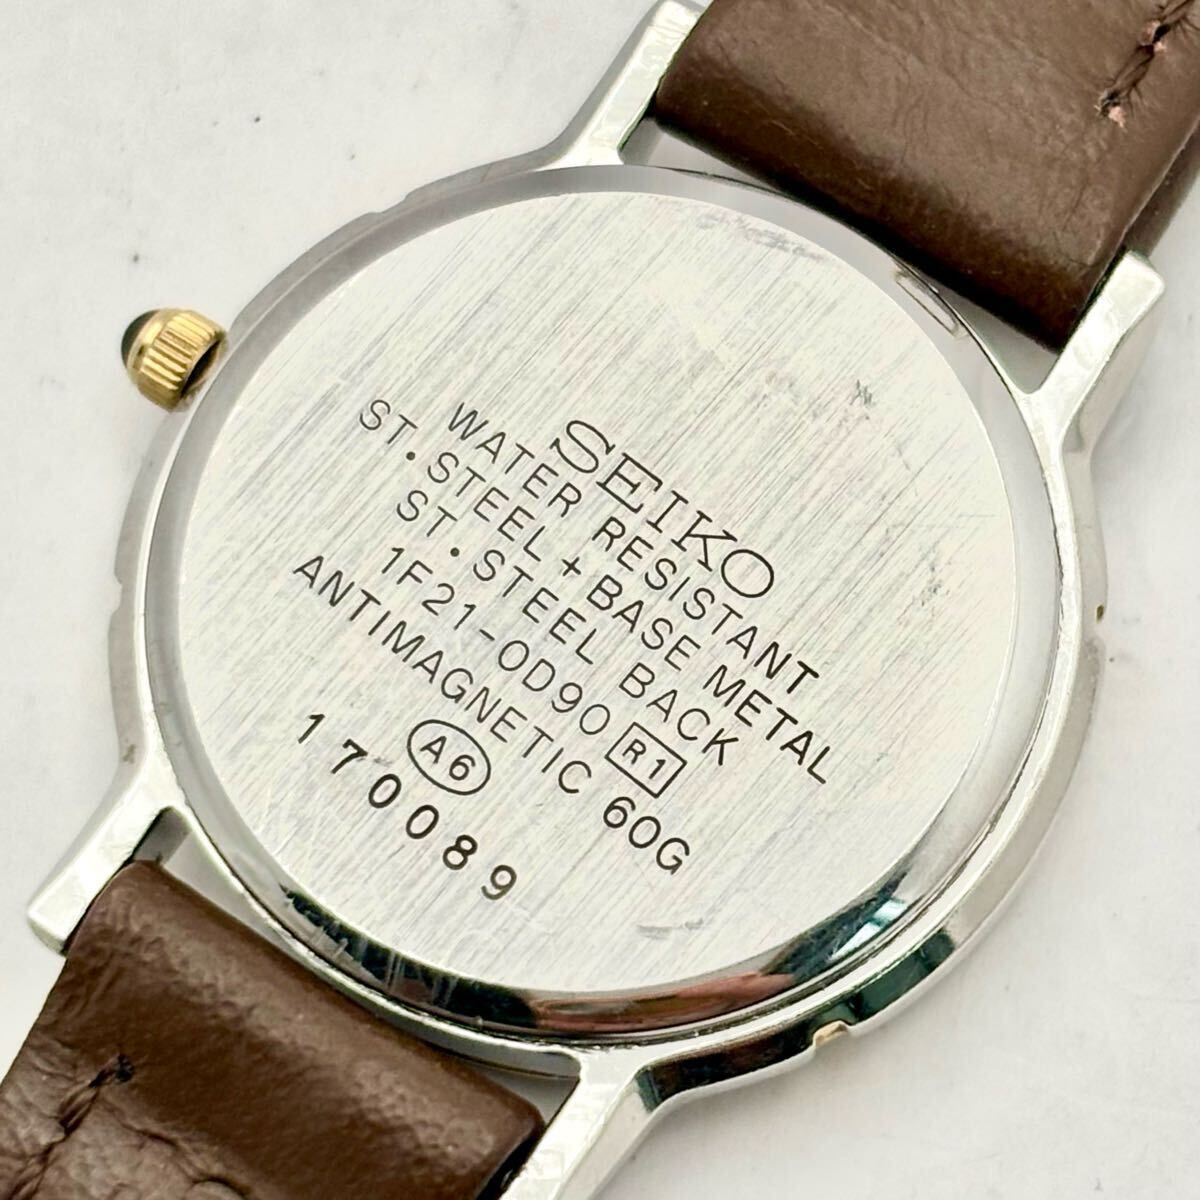 SEIKO
WATER RESISTANT
ST.STEEL+BASE METAL
ST.STEEL BACK
1F21-0D90 R1
ANTIMAGNETIC 60G
A6
170089